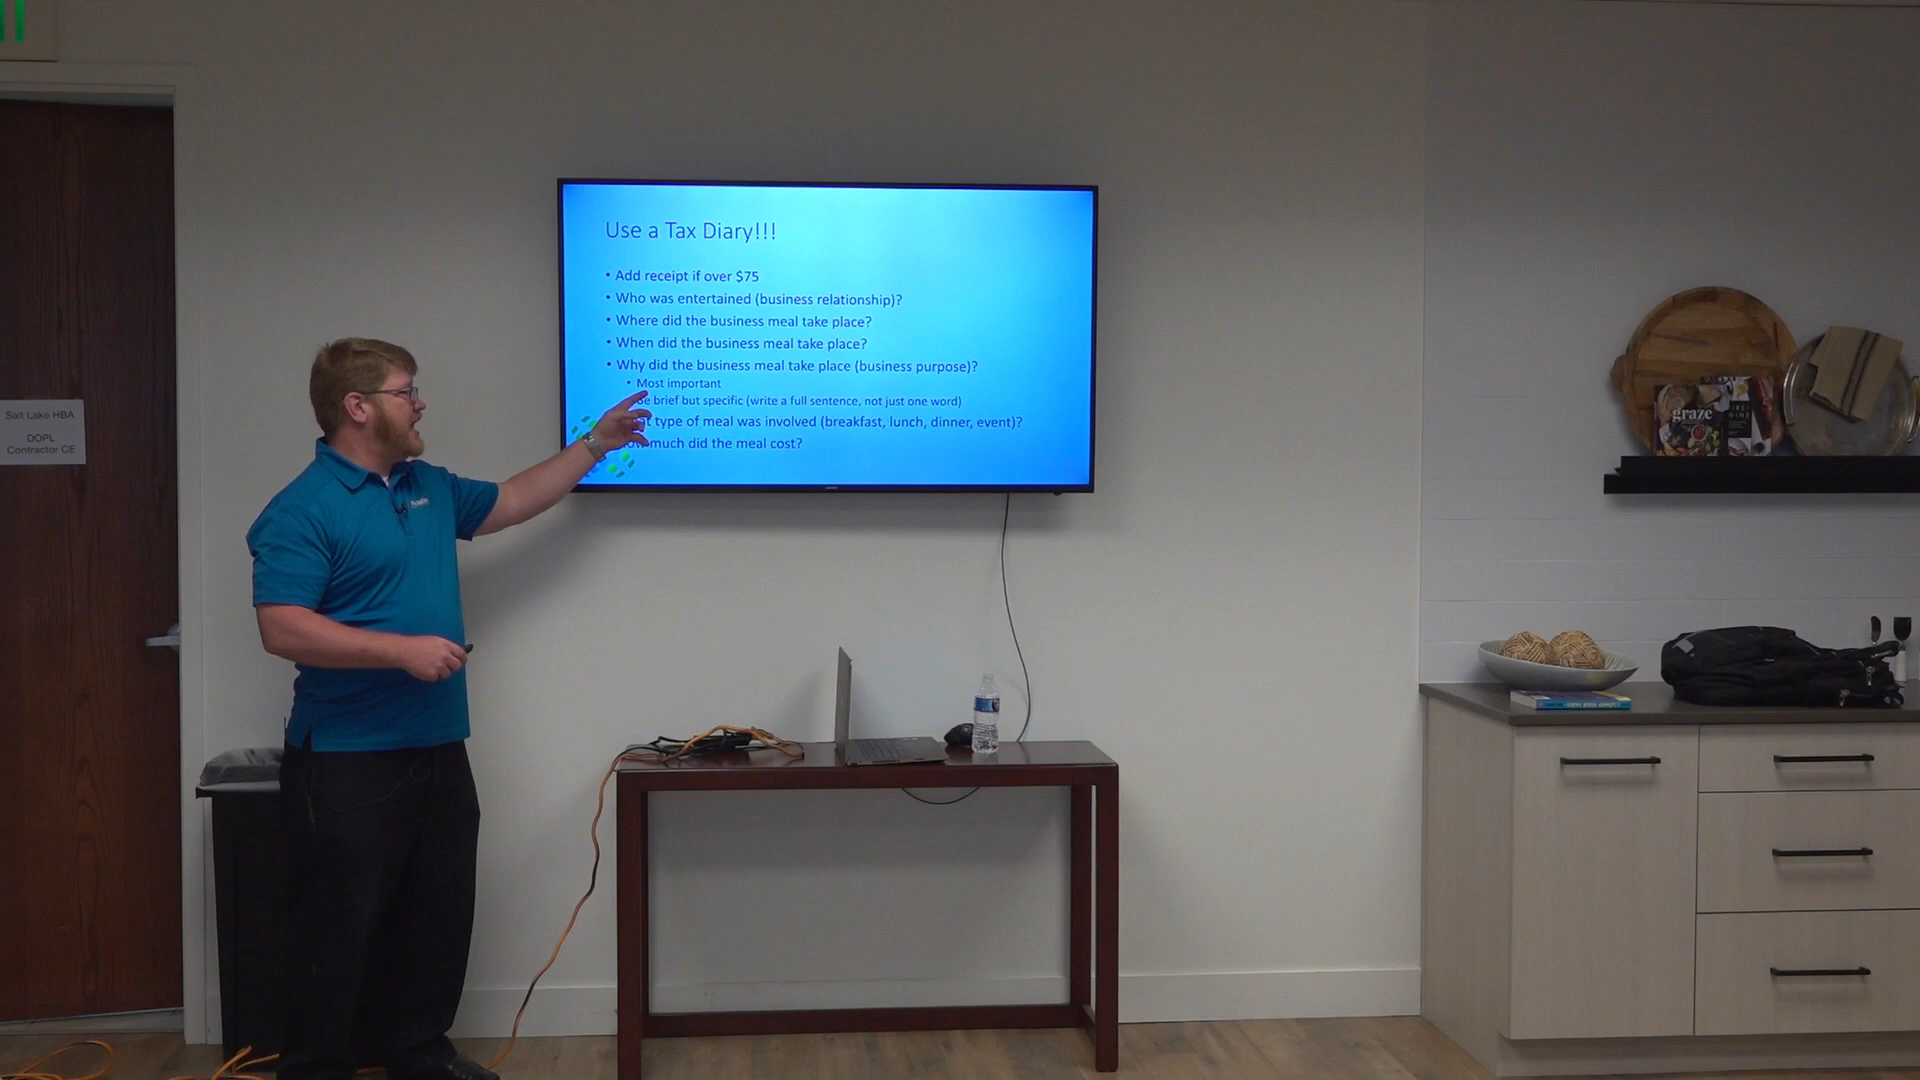 Salt Lake HBA
DOPL
Contractor CE
Use a Tax Diary!!!
• Add receipt if over $75
• Who was entertained (business relationship)?
• Where did the business meal take place?
• When did the business meal take place?
• Why did the business meal take place (business purpose)?
• Most important
be brief but specific (write a full sentence, not just one word)
type of meal was involved (breakfast, lunch, dinner, event)?
much did the meal cost?
graze